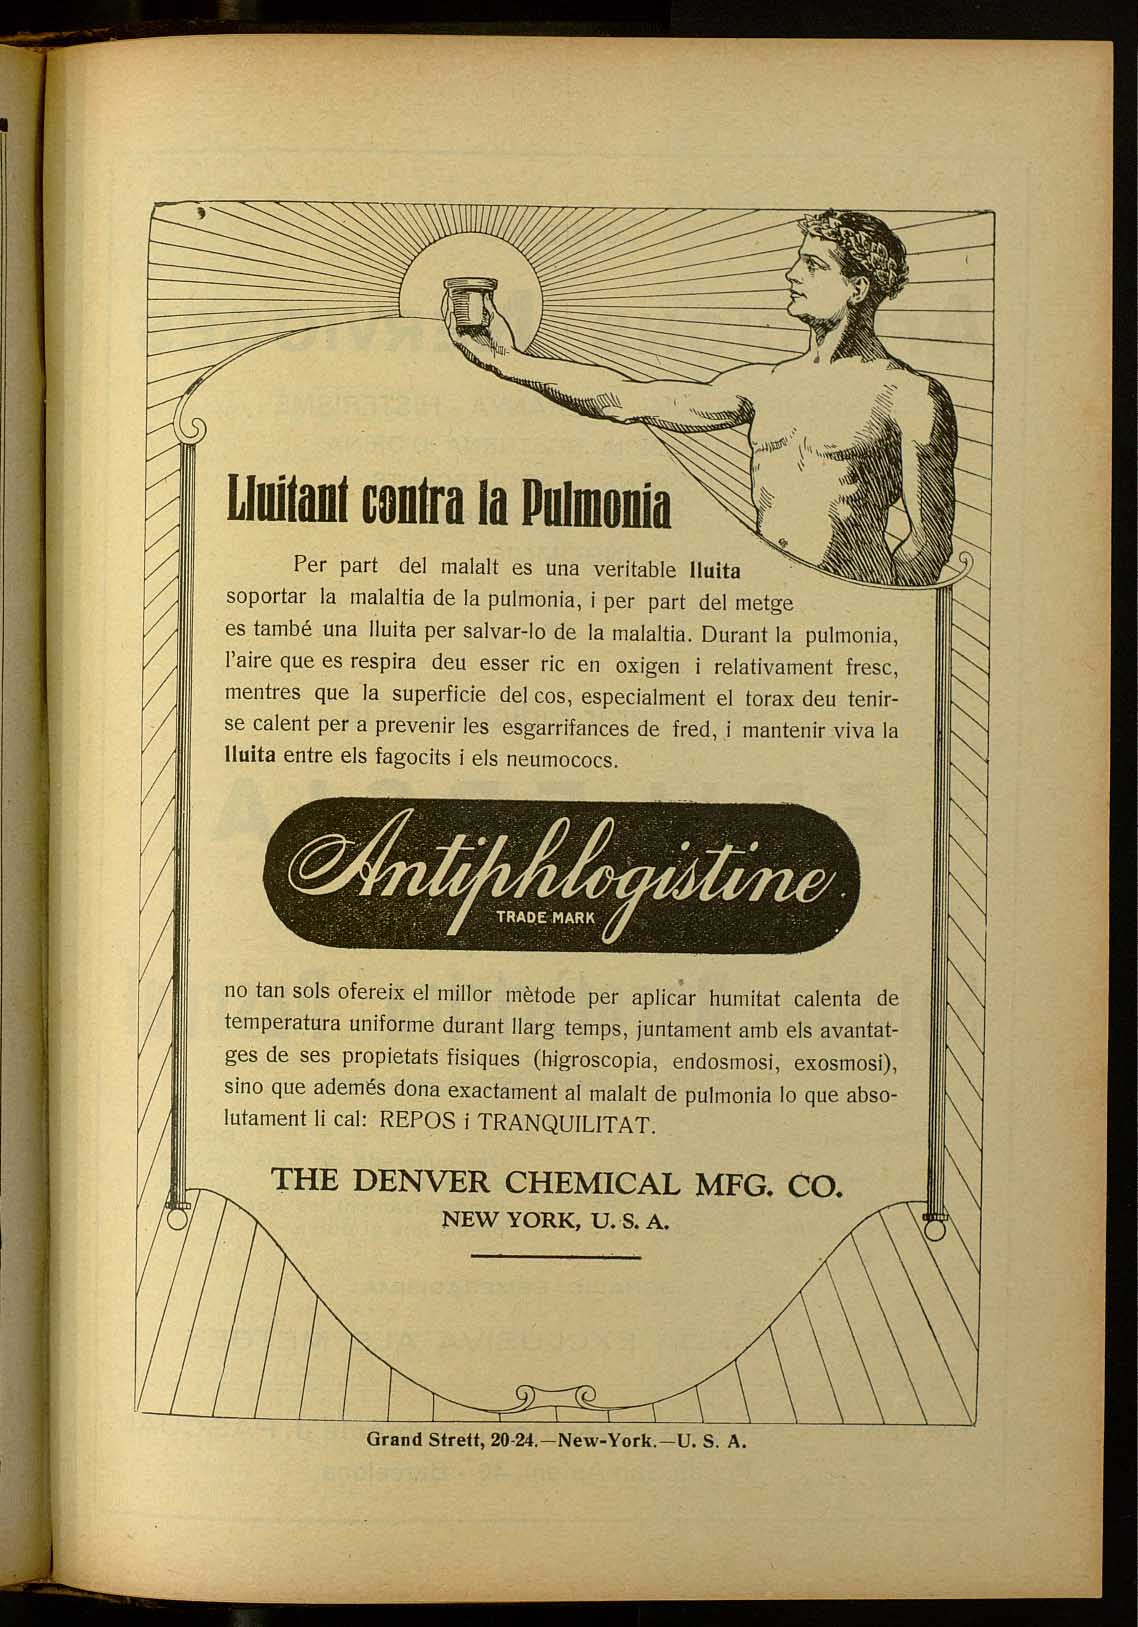 Lluitant contra la Pulmonia
Per part del malalt es una veritable lluita
soportar la malaltia de la pulmonia, i per part del metge
es també una lluita per salvar-lo de la malaltia. Durant la pulmonia,
l'aire que es respira deu esser ric en oxigen i relativament fresc,
mentres que la superficie del cos, especialment el torax deu tenir-
se calent per a prevenir les esgarrifances de fred, i mantenir viva la
lluita entre els fagocits i els neumococs.
Antiphlogistine
TRADE MARK
no tan sols ofereix el millor mètode per aplicar humitat calenta de
temperatura uniforme durant llarg temps, juntament amb els avantat-
ges de ses propietats fisiques (higroscopia, endosmosi, exosmosi),
sino que ademés dona exactament al malalt de pulmonia lo que abso-
lutament li cal: REPOS i TRANQUILITAT.
THE DENVER CHEMICAL MFG. CO.
NEW YORK, U. S. A.
Grand Strett, 20-24.—New-York.—U. S. A.